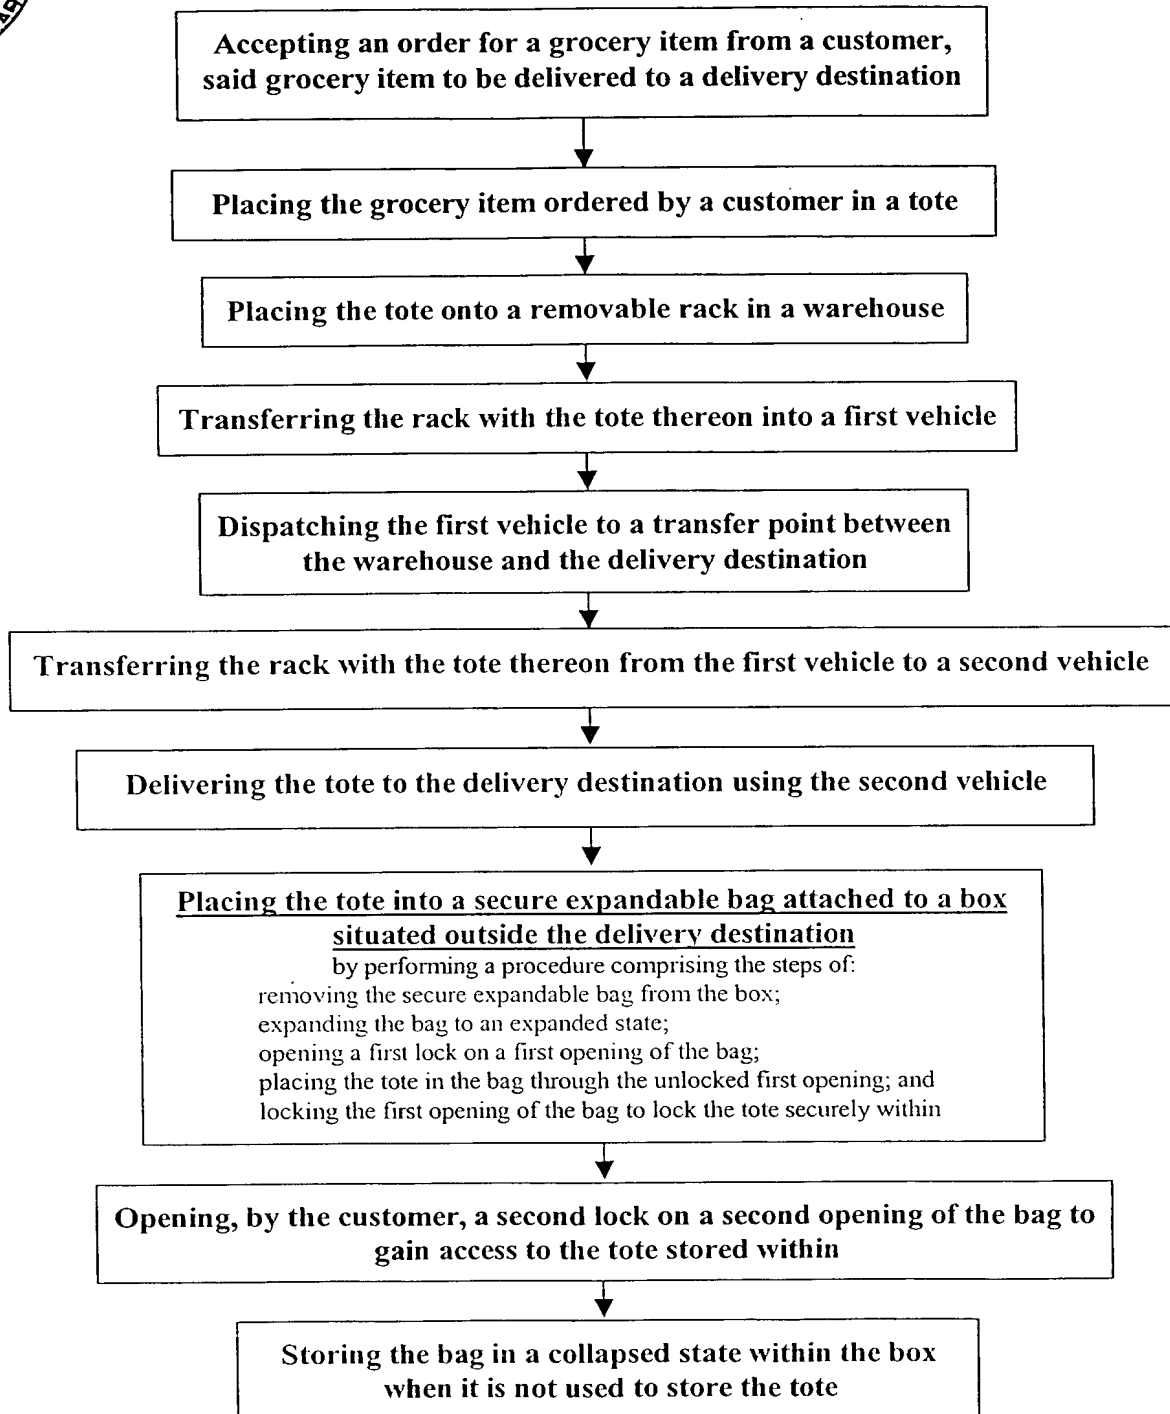 Accepting an order for a grocery item from a customer,
said grocery item to be delivered to a delivery destination
Placing the grocery item ordered by a customer in a tote
Placing the tote onto a removable rack in a warehouse
Transferring the rack with the tote thereon into a first vehicle
Dispatching the first vehicle to a transfer point between
the warehouse and the delivery destination
Transferring the rack with the tote thereon from the first vehicle to a second vehicle
Delivering the tote to the delivery destination using the second vehicle
Placing the tote into a secure expandable bag attached to a box
situated outside the delivery destination
by performing a procedure comprising the steps of:
removing the secure expandable bag from the box;
expanding the bag to an expanded state;
opening a first lock on a first opening of the bag;
placing the tote in the bag through the unlocked first opening; and
locking the first opening of the bag to lock the tote securely within
Opening, by the customer, a second lock on a second opening of the bag to
gain access to the tote stored within
Storing the bag in a collapsed state within the box
when it is not used to store the tote